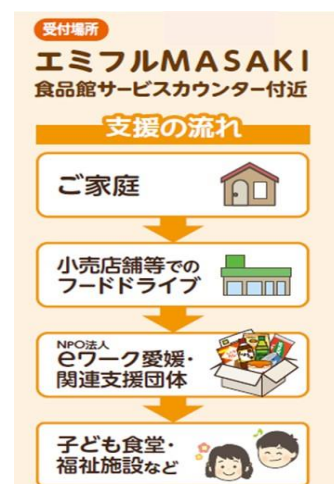 受付場所
エミフルMASAKI
食品館サービスカウンター付近
支援の流れ
ご家庭
小売店舗等での
フードドライブ
NPO法人
eワーク愛媛・
関連支援団体
子ども食堂・
福祉施設など